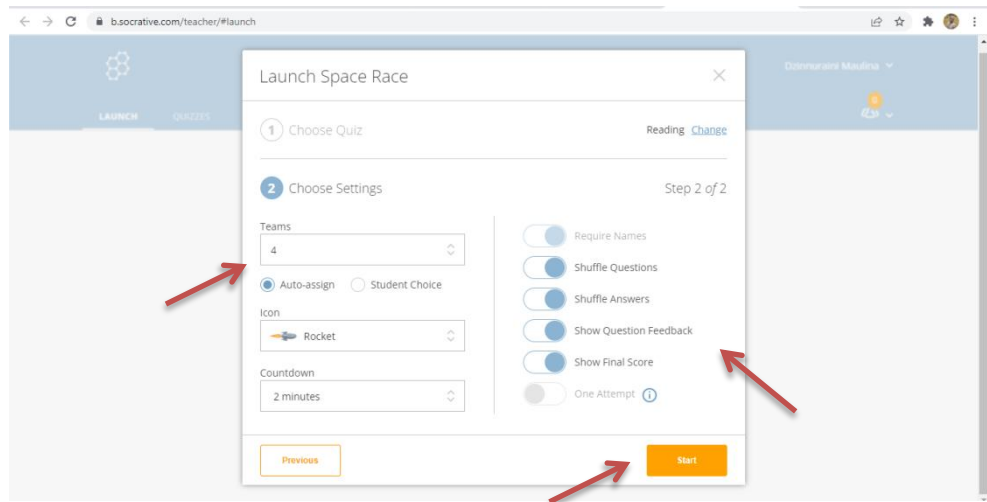 b.socrative.com/teacher/#launch
Launch Space Race
Dzinnuraini Maulina
LAUNCH QUIZZES
1 Choose Quiz Reading Change
2 Choose Settings Step 2 of 2
Teams
4
Auto-assign Student Choice
Icon
Rocket
Countdown
2 minutes
Require Names
Shuffle Questions
Shuffle Answers
Show Question Feedback
Show Final Score
One Attempt
Previous Start